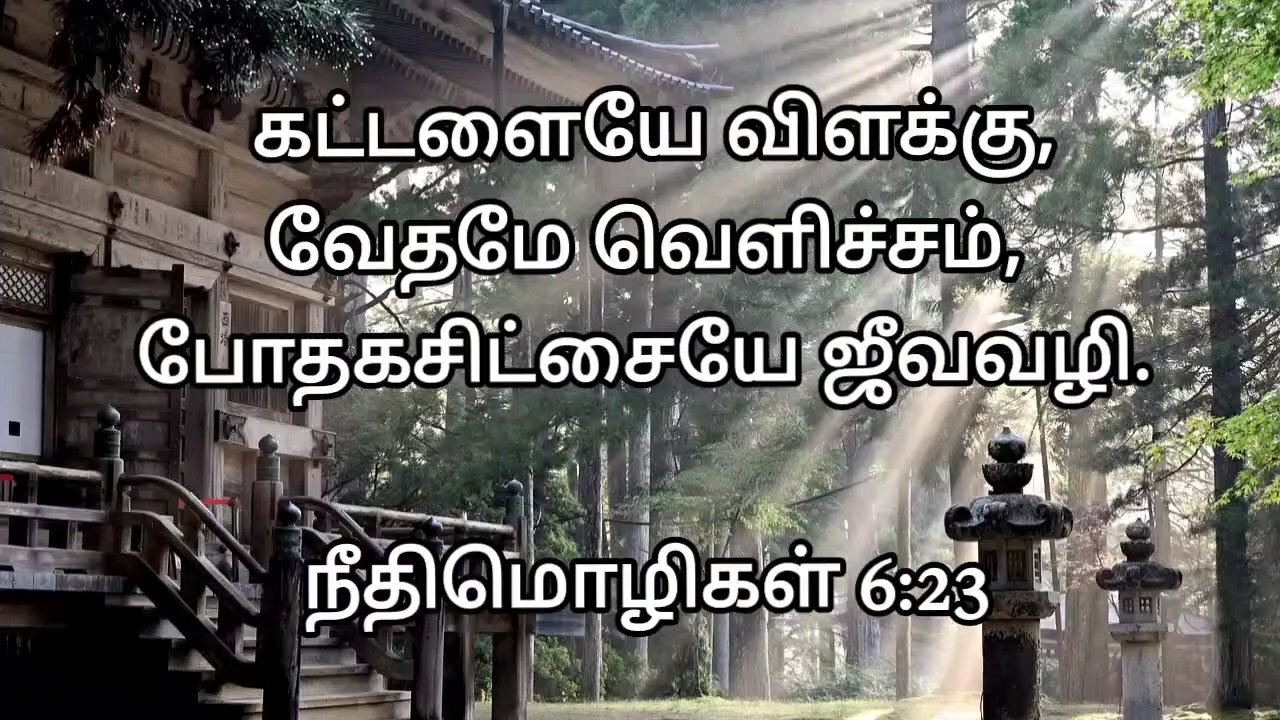 கட்டளையே விளக்கு,
வேதமே வெளிச்சம்,
போதகசிட்சையே ஜீவவழி.
நீதிமொழிகள் 6:23